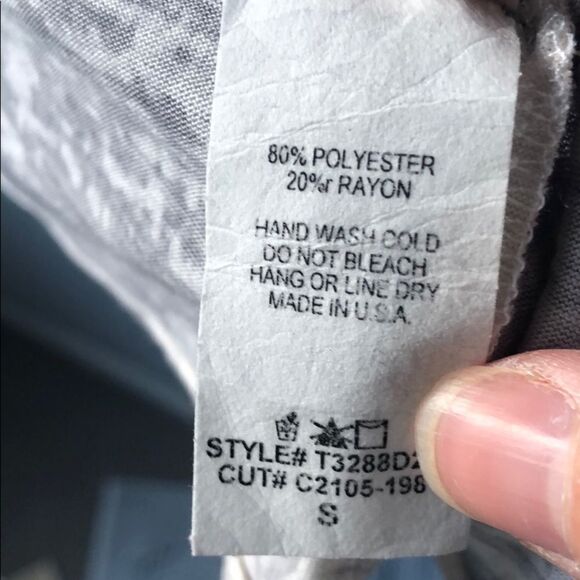 80% POLYESTER
20%r RAYON
HAND WASH COLD
DO NOT BLEACH
HANG OR LINE DRY
MADE IN U.S.A.
STYLE# T3288D2
CUT# C2105-198
S